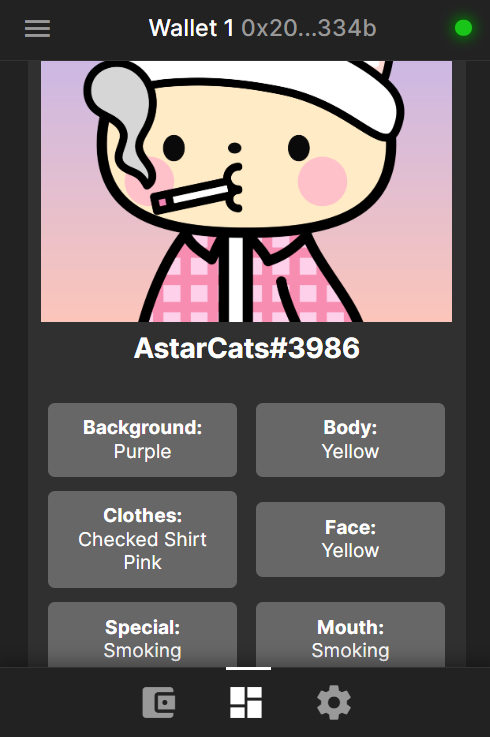 Wallet 1 0x20...334b
AstarCats#3986
Background:
Purple
Body:
Yellow
Clothes:
Checked Shirt
Pink
Face:
Yellow
Special:
Smoking
Mouth:
Smoking